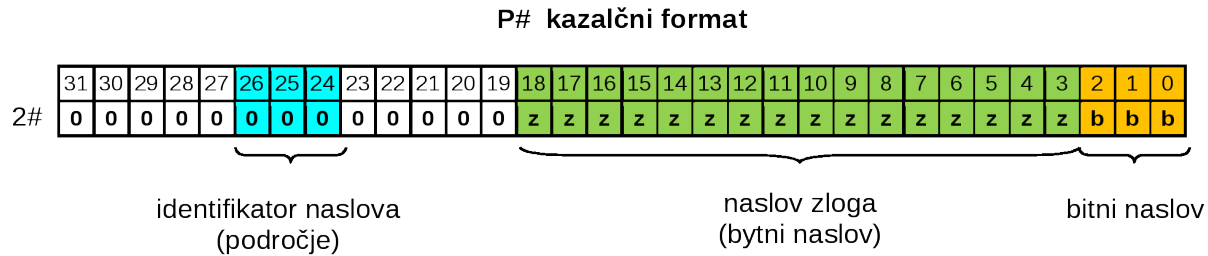 P# kazalčni format
31 30 29 28 27 26 25 24 23 22 21 20 19 18 17 16 15 14 13 12 11 10 9 8 7 6 5 4 3 2 1 0
2# 0 0 0 0 0 0 0 0 0 0 0 0 0 z z z z z z z z z z z z z z z z b b b
identifikator naslova
(področje)
naslov zloga
(bytni naslov)
bitni naslov